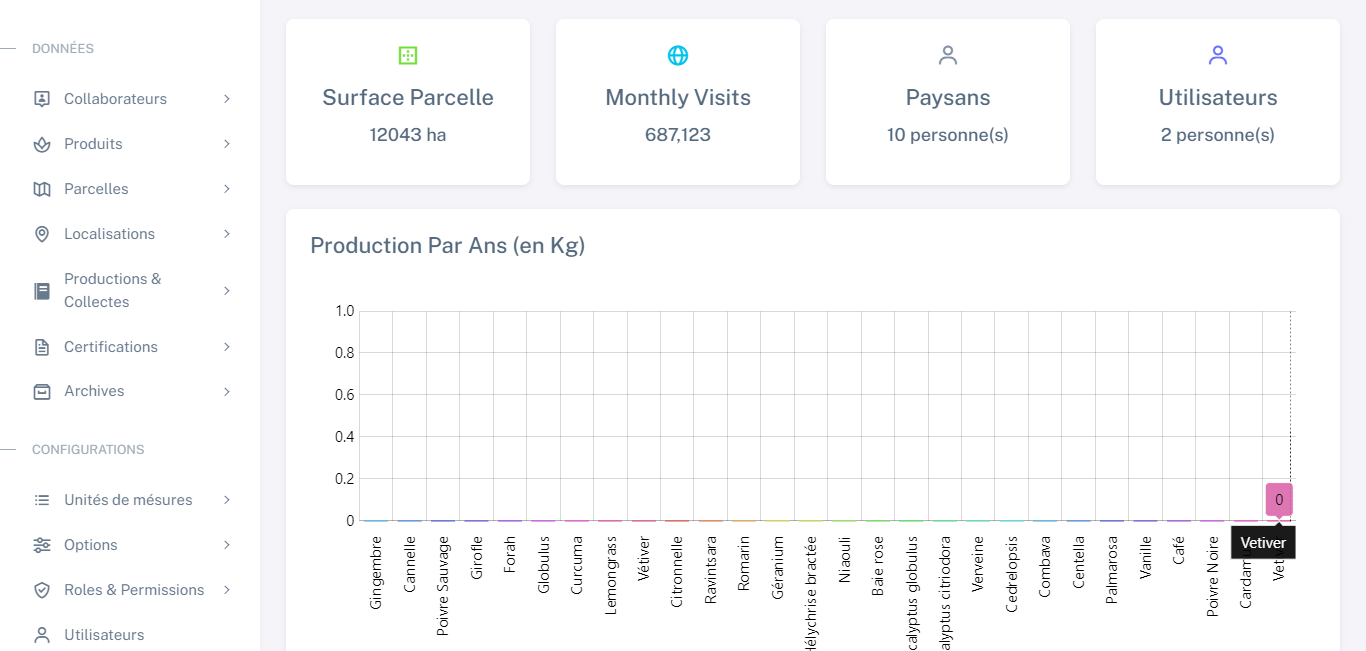 DONNÉES
Collaborateurs
Produits
Parcelles
Localisations
Productions &
Collectes
Certifications
Archives
CONFIGURATIONS
Unités de mésures
Options
Roles & Permissions
Utilisateurs
Surface Parcelle
12043 ha
Monthly Visits
687,123
Paysans
10 personne(s)
Utilisateurs
2 personne(s)
Production Par Ans (en Kg)
1.0
0.8
0.6
0.4
0.2
0
0
Vetiver
Gingembre
Cannelle
Poivre Sauvage
Girofle
Forah
Globulus
Curcuma
Lemongrass
Vétiver
Citronnelle
Ravintsara
Romarin
Géranium
Hélychrise bractée
Niaouli
Baie rose
calyptus globulus
alyptus citriodora
Verveine
Cedrelopsis
Combava
Centella
Palmarosa
Vanille
Café
Poivre Noire